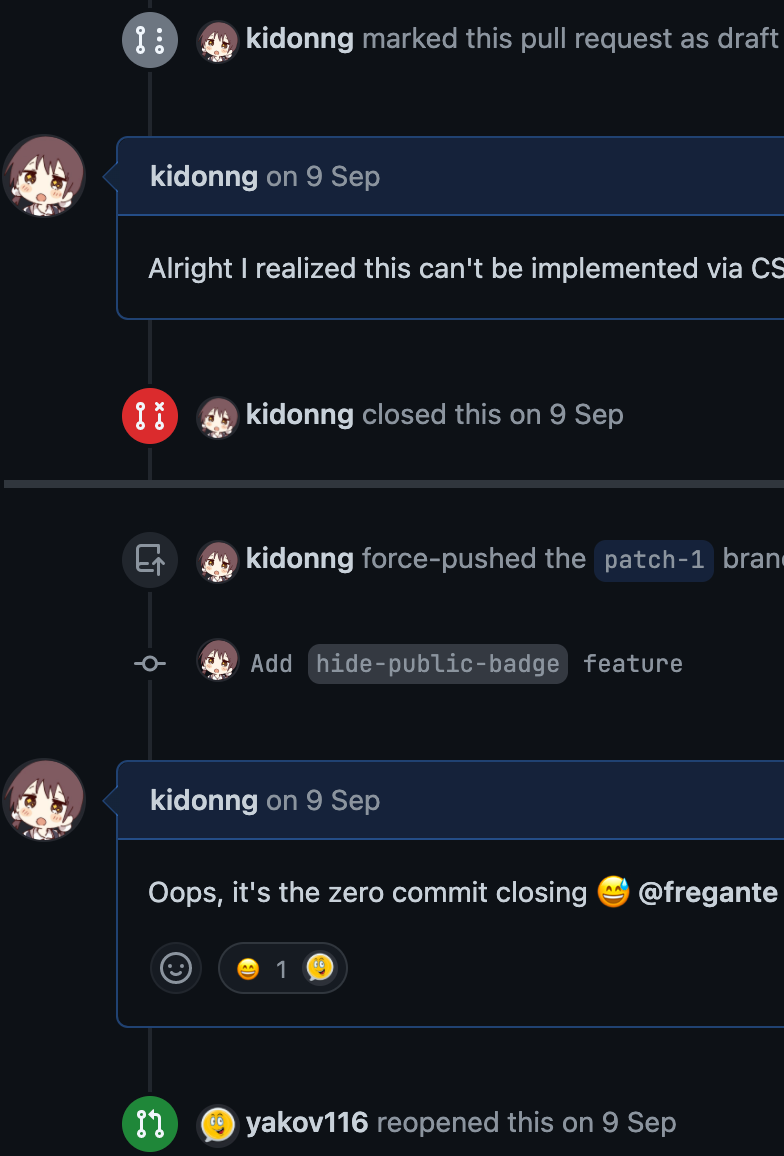 kidonng marked this pull request as draft
kidonng on 9 Sep
Alright I realized this can't be implemented via CS
kidonng closed this on 9 Sep
kidonng force-pushed the patch-1 bran
Add hide-public-badge feature
kidonng on 9 Sep
Oops, it's the zero commit closing 😅 @fregante
😄 1
yakov116 reopened this on 9 Sep